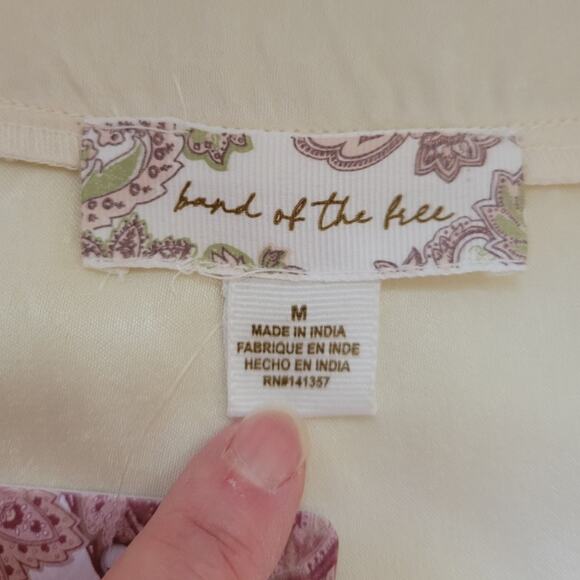 band of the free
M
MADE IN INDIA
FABRIQUE EN INDE
HECHO EN INDIA
RN#141357